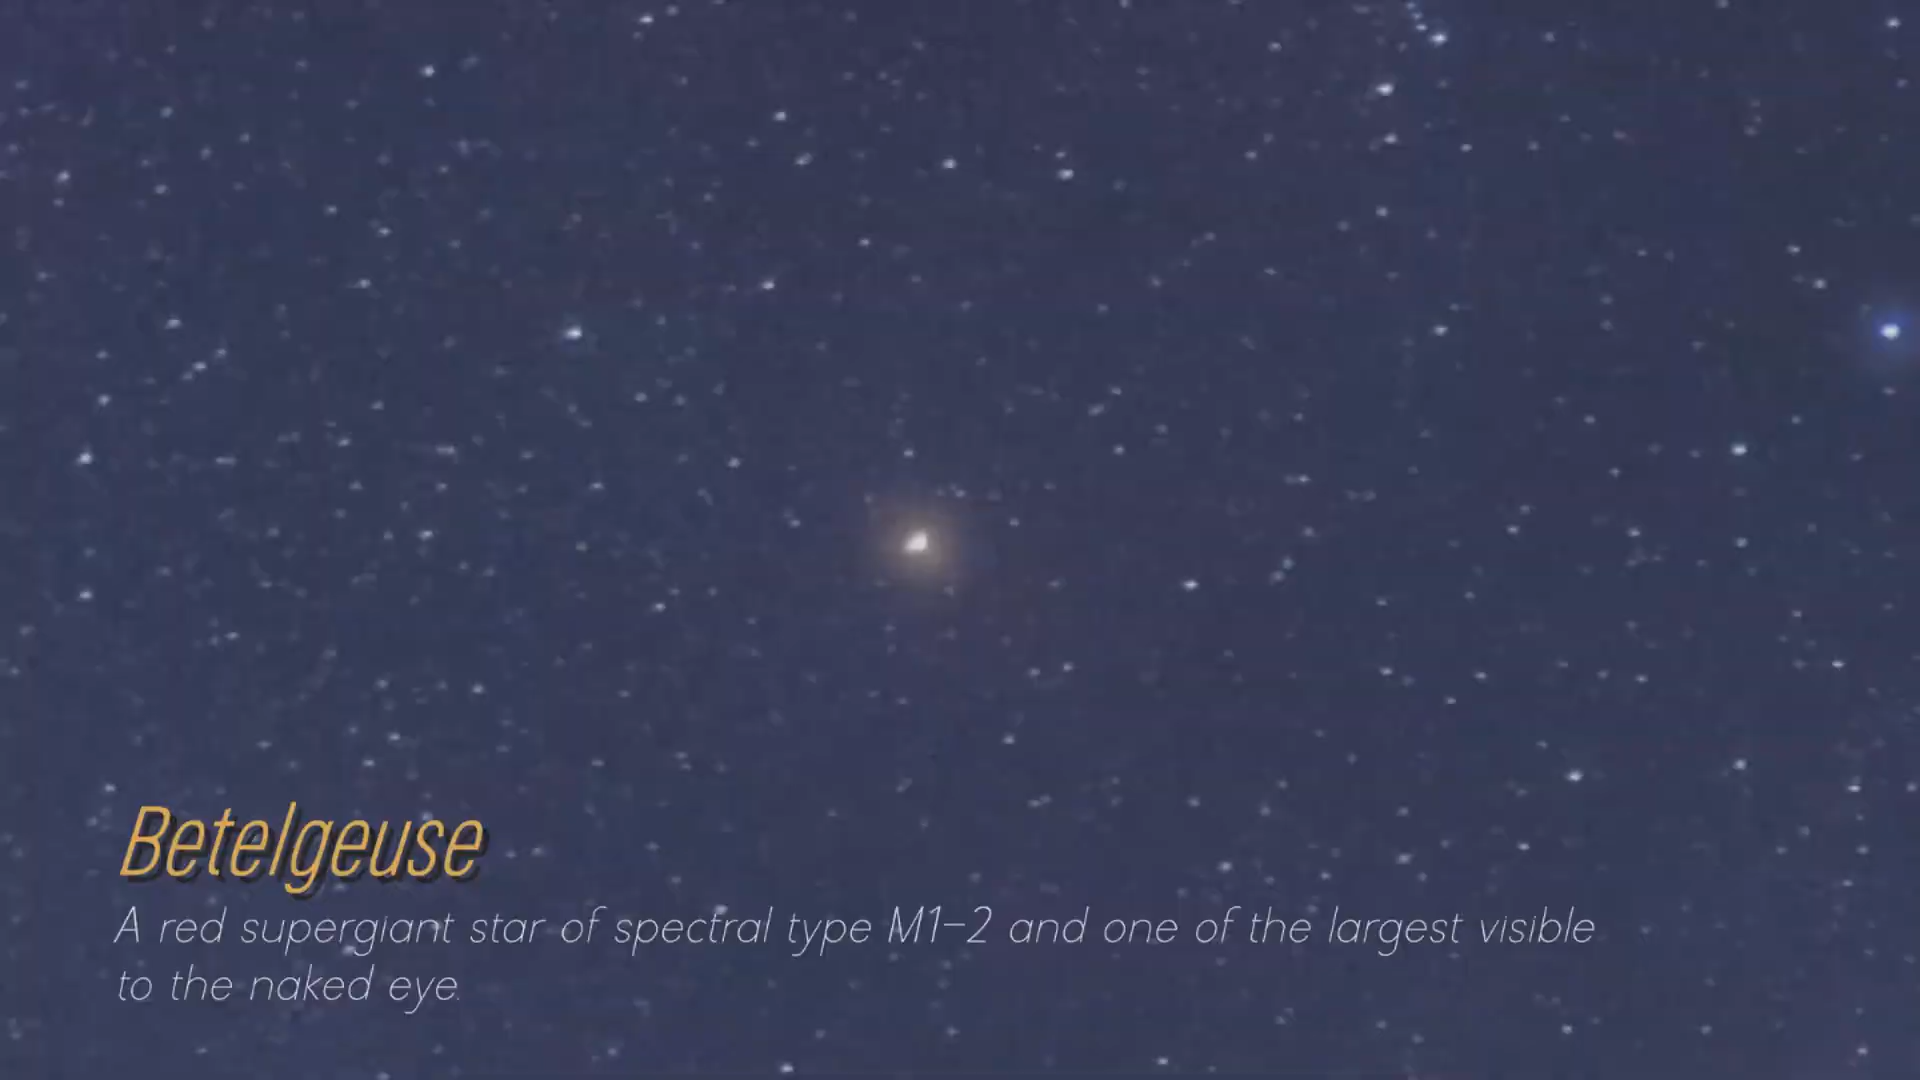 Betelgeuse
A red supergiant star of spectral type M1-2 and one of the largest visible
to the naked eye.